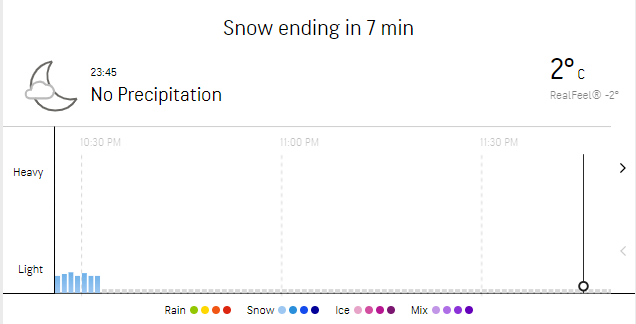 Snow ending in 7 min
23:45
No Precipitation
2° C
RealFeel® -2°
10:30 PM 11:00 PM 11:30 PM
Heavy
Light
Rain Snow Ice Mix